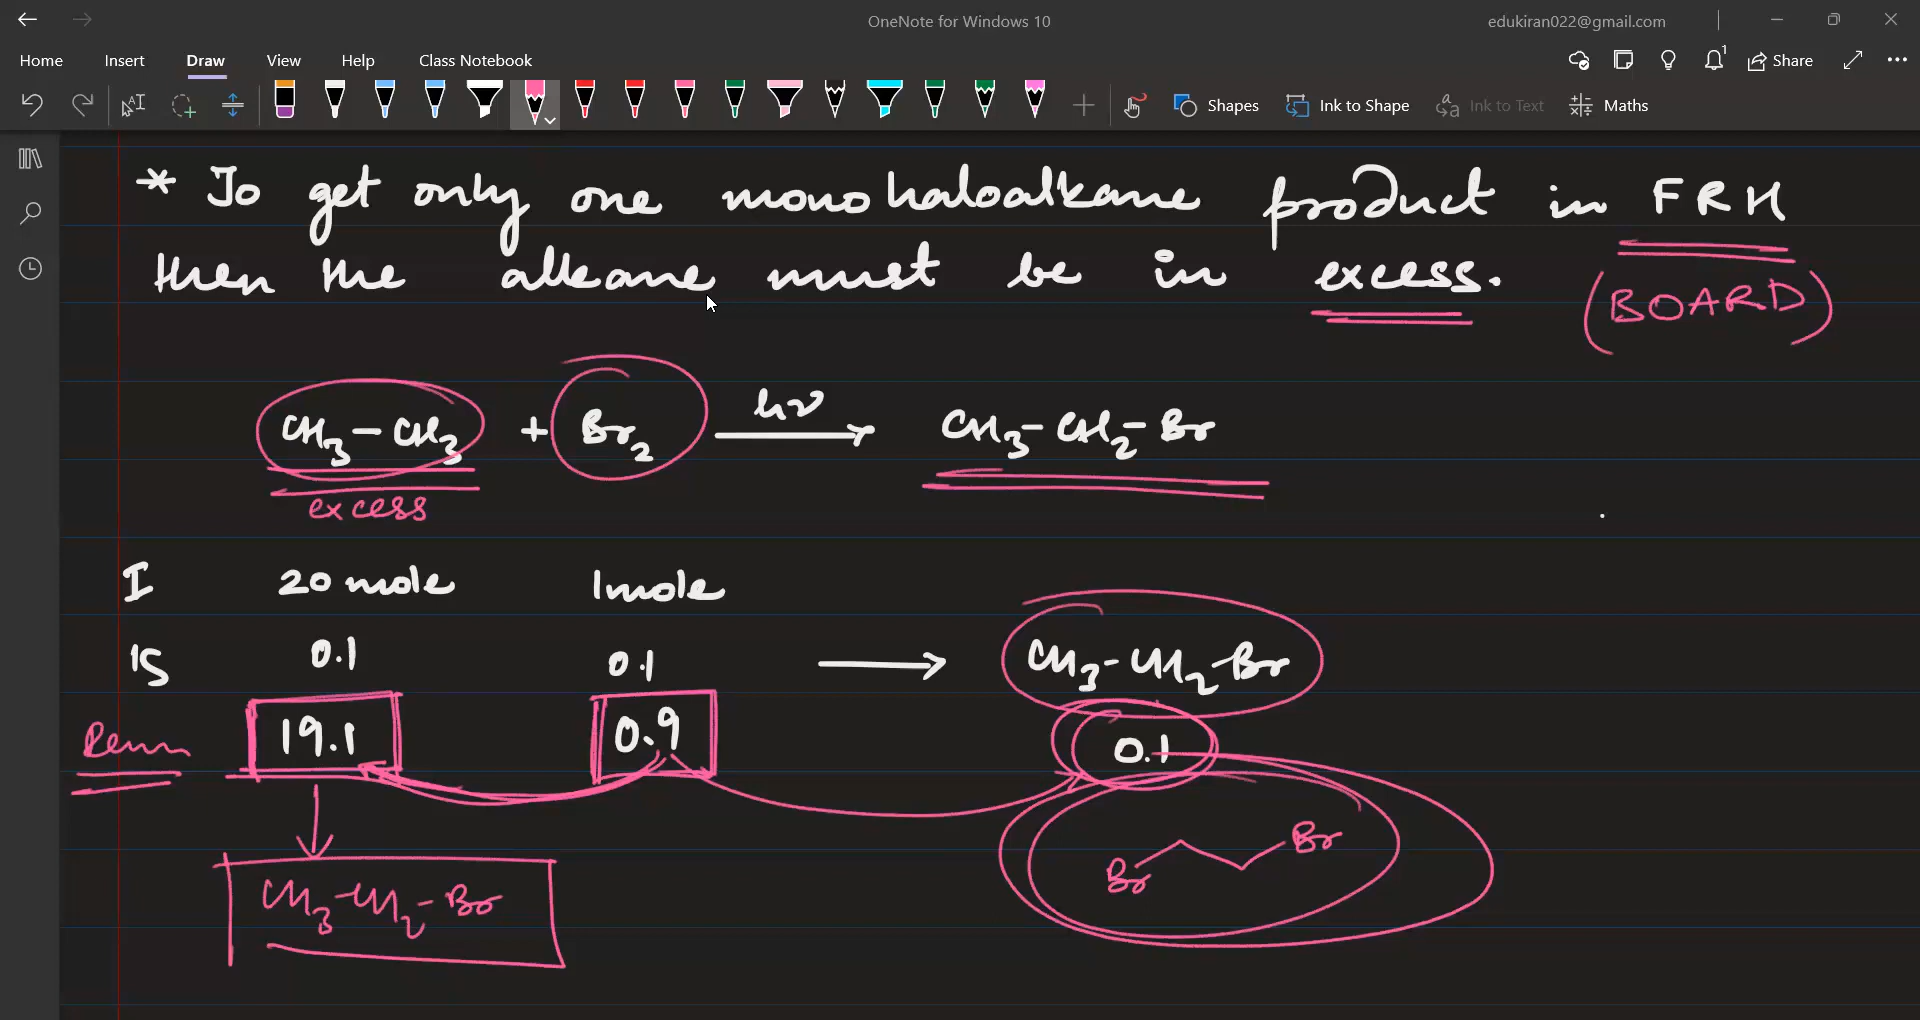 OneNote for Windows 10
edukiran022@gmail.com
Home Insert Draw View Help Class Notebook
1 Share
Shapes Ink to Shape Ink to Text Maths
* To get only one monohaloalkane product in FRH
then the alkane must be in excess.
(BOARD)
CH3-CH3 + Br2 hν → CH3-CH2-Br
excess
I 20 mole 1 mole
IS 0.1 0.1 → CH3-CH2-Br
Rem 19.1 0.9 0.1
Br Br
CH3-CH2-Br